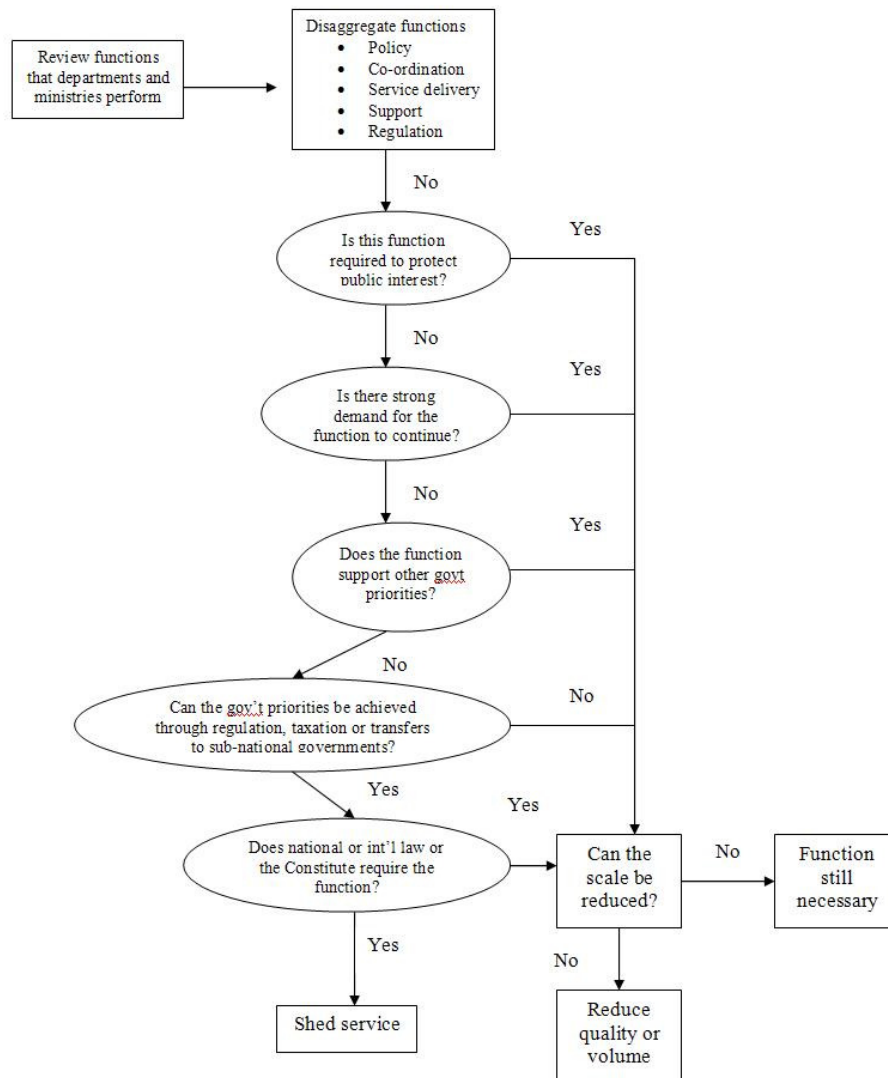 Review functions
that departments and
ministries perform
Disaggregate functions
• Policy
• Co-ordination
• Service delivery
• Support
• Regulation
No
Is this function
required to protect
public interest?
Yes
No
Is there strong
demand for the
function to continue?
Yes
No
Does the function
support other govt
priorities?
Yes
No
Can the gov’t priorities be achieved
through regulation, taxation or transfers
to sub-national governments?
No
Yes
Does national or int’l law or
the Constitute require the
function?
Yes
Can the
scale be
reduced?
No
Function
still
necessary
Yes
Shed service
No
Reduce
quality or
volume